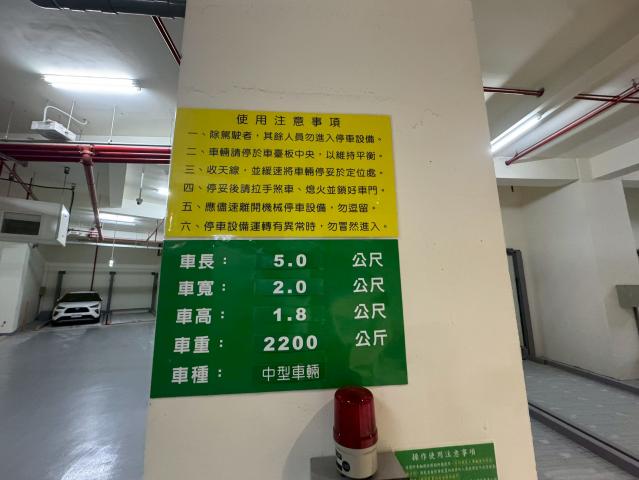 使用注意事項
一、除駕駛者，其餘人員勿進入停車設備。
二、車輛請停於車臺板中央，以維持平衡。
三、收天線，並緩速將車輛停妥於定位處。
四、停妥後請拉手煞車、熄火並鎖好車門。
五、應儘速離開機械停車設備，勿逗留。
六、停車設備運轉有異常時，勿冒然進入。
車長： 5.0 公尺
車寬： 2.0 公尺
車高： 1.8 公尺
車重： 2200 公斤
車種： 中型車輛
操作使用注意事項